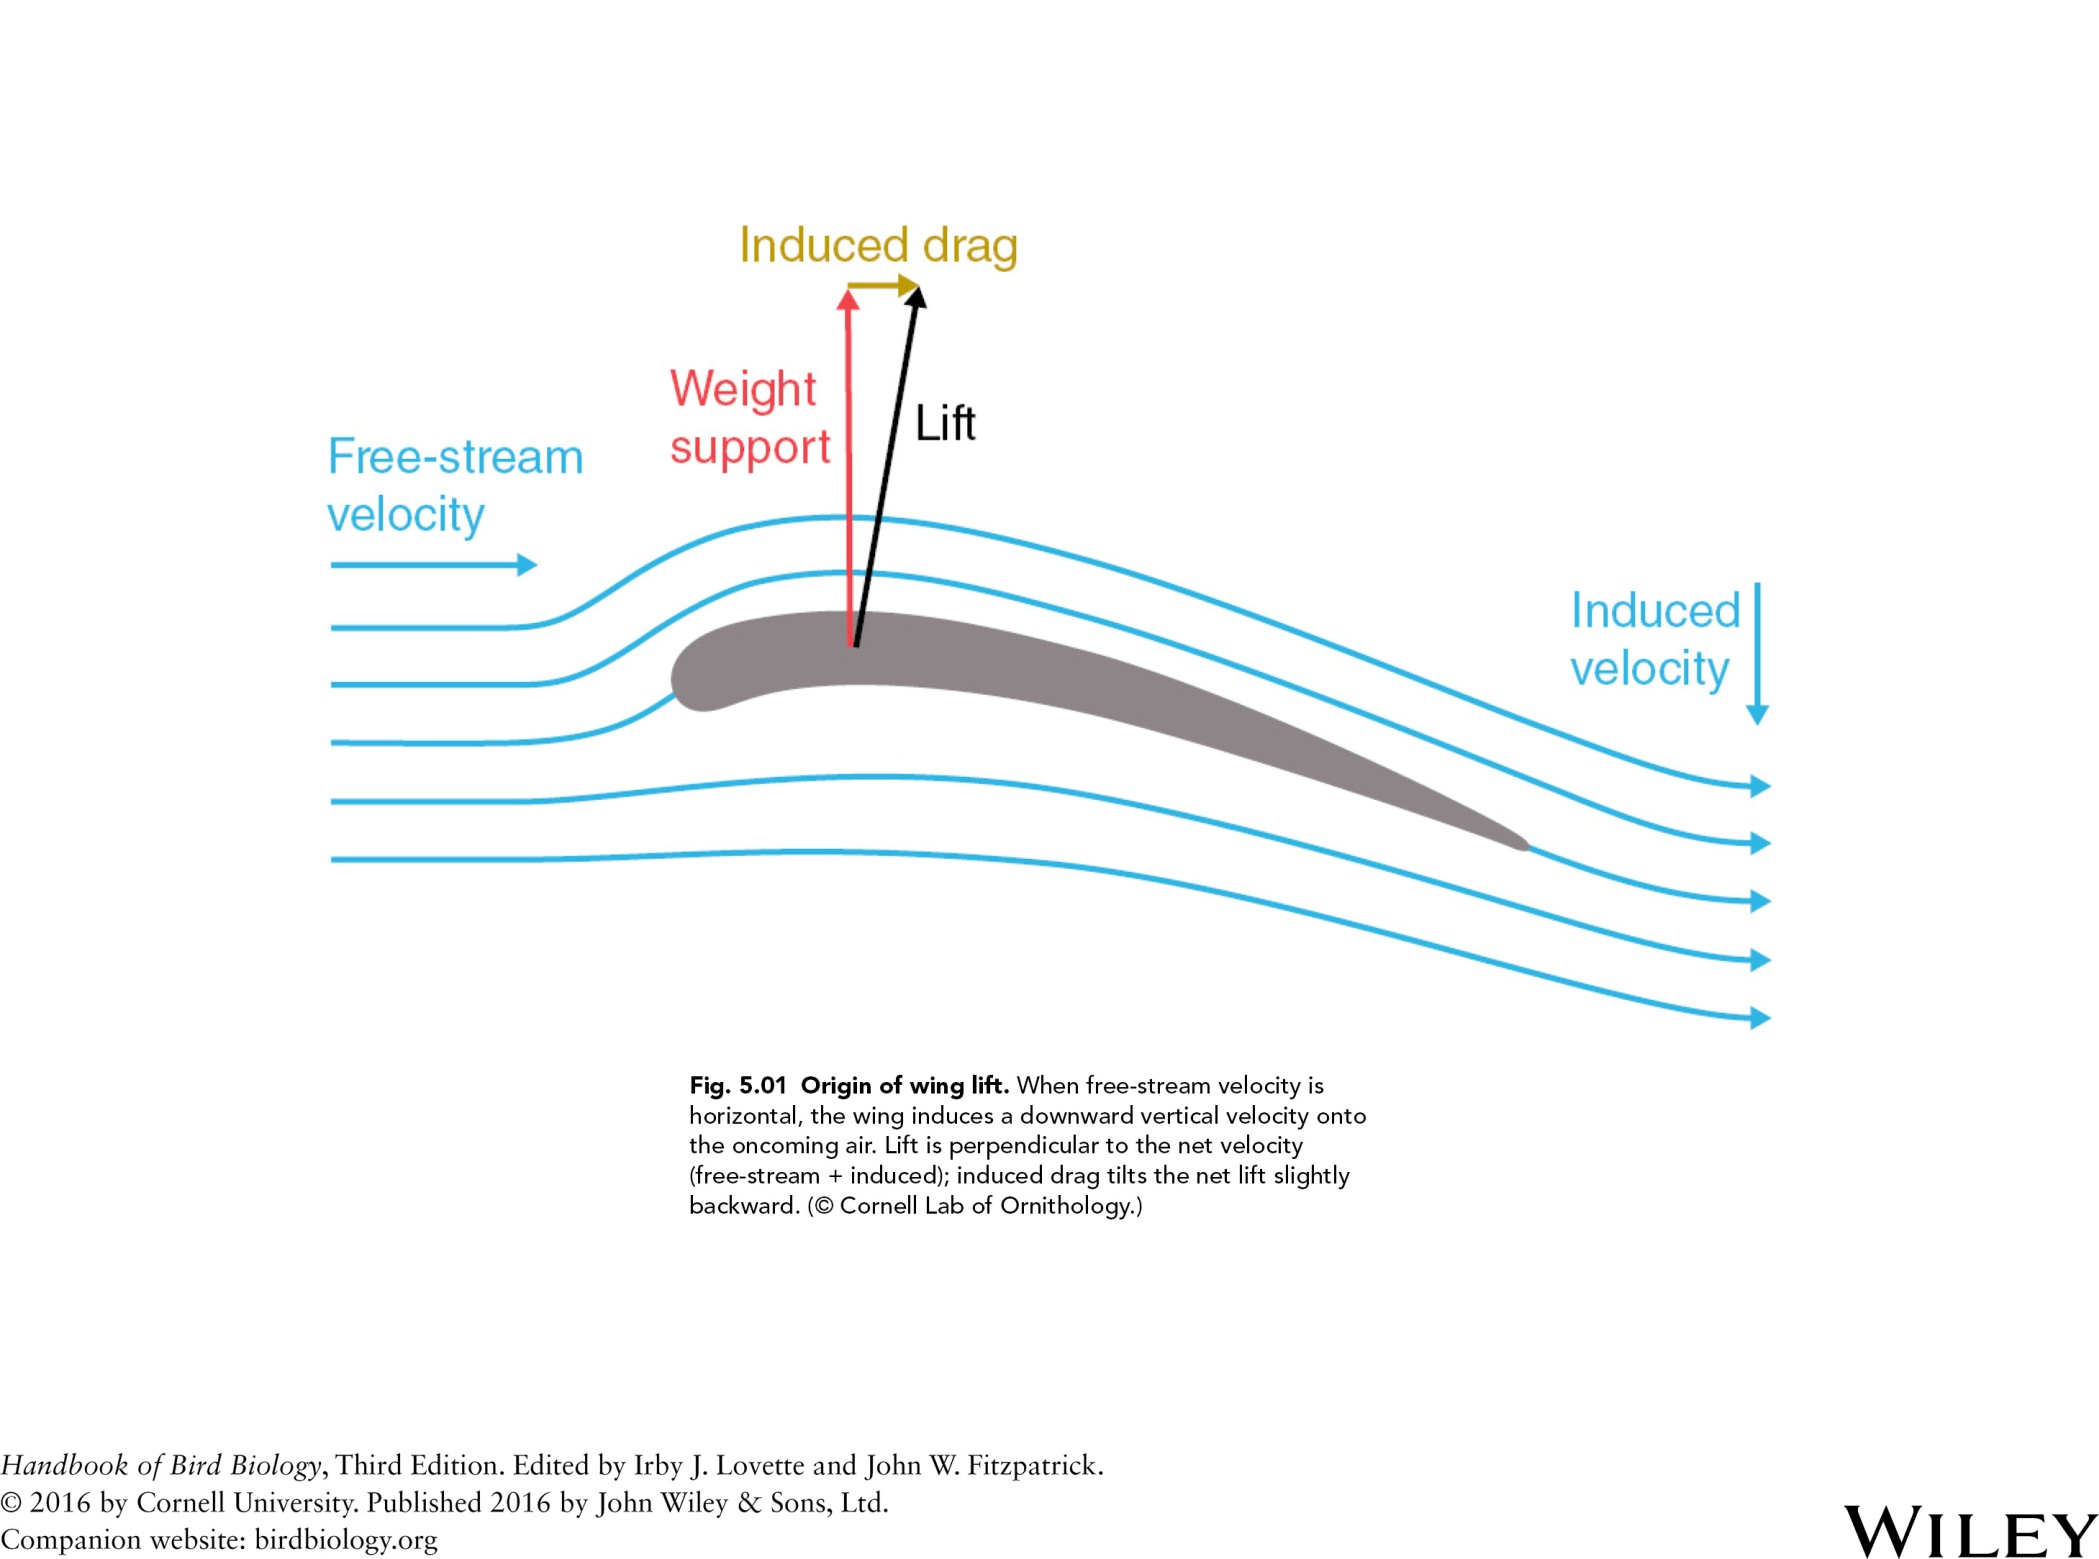 Induced drag
Weight
support
Lift
Free-stream
velocity
Induced
velocity
Fig. 5.01 Origin of wing lift. When free-stream velocity is
horizontal, the wing induces a downward vertical velocity onto
the oncoming air. Lift is perpendicular to the net velocity
(free-stream + induced); induced drag tilts the net lift slightly
backward. (© Cornell Lab of Ornithology.)
Handbook of Bird Biology, Third Edition. Edited by Irby J. Lovette and John W. Fitzpatrick.
© 2016 by Cornell University. Published 2016 by John Wiley & Sons, Ltd.
Companion website: birdbiology.org
WILEY